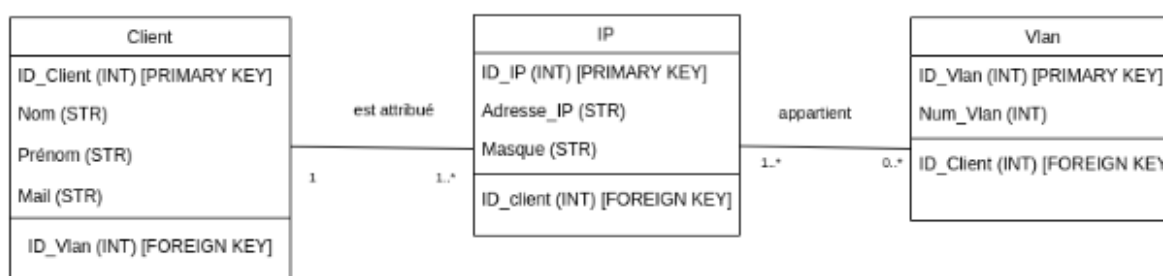 Client
ID_Client (INT) [PRIMARY KEY]
Nom (STR)
Prénom (STR)
Mail (STR)
ID_Vlan (INT) [FOREIGN KEY]
est attribué
1
1..*
IP
ID_IP (INT) [PRIMARY KEY]
Adresse_IP (STR)
Masque (STR)
ID_client (INT) [FOREIGN KEY]
appartient
1..*
0..*
Vlan
ID_Vlan (INT) [PRIMARY KEY]
Num_Vlan (INT)
ID_Client (INT) [FOREIGN KEY